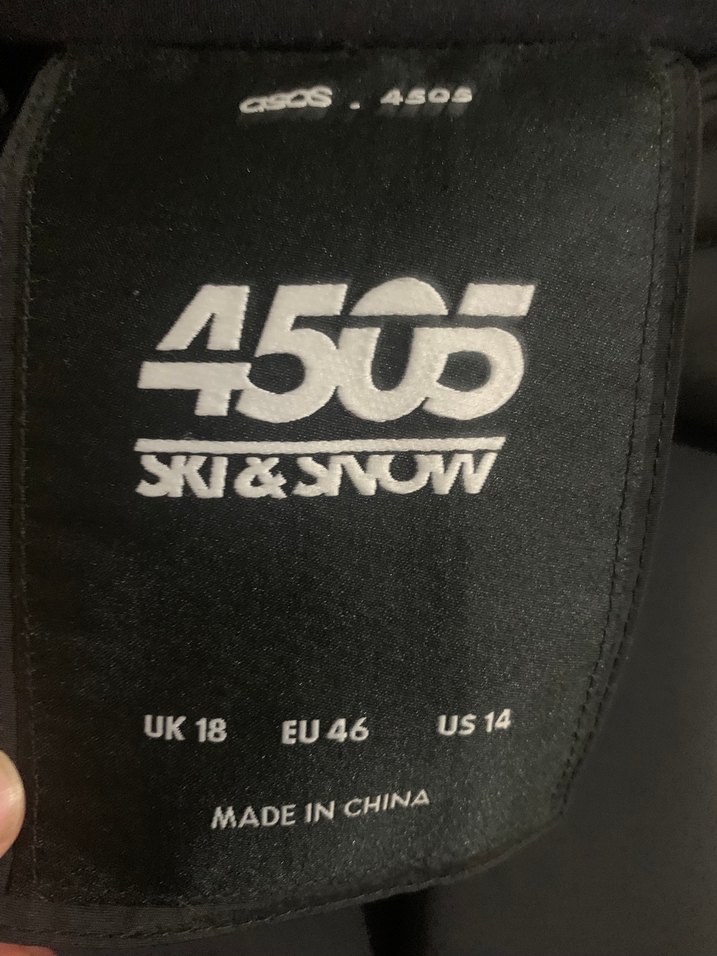 asos . 4505
4505
SKI & SNOW
UK 18 EU 46 US 14
MADE IN CHINA